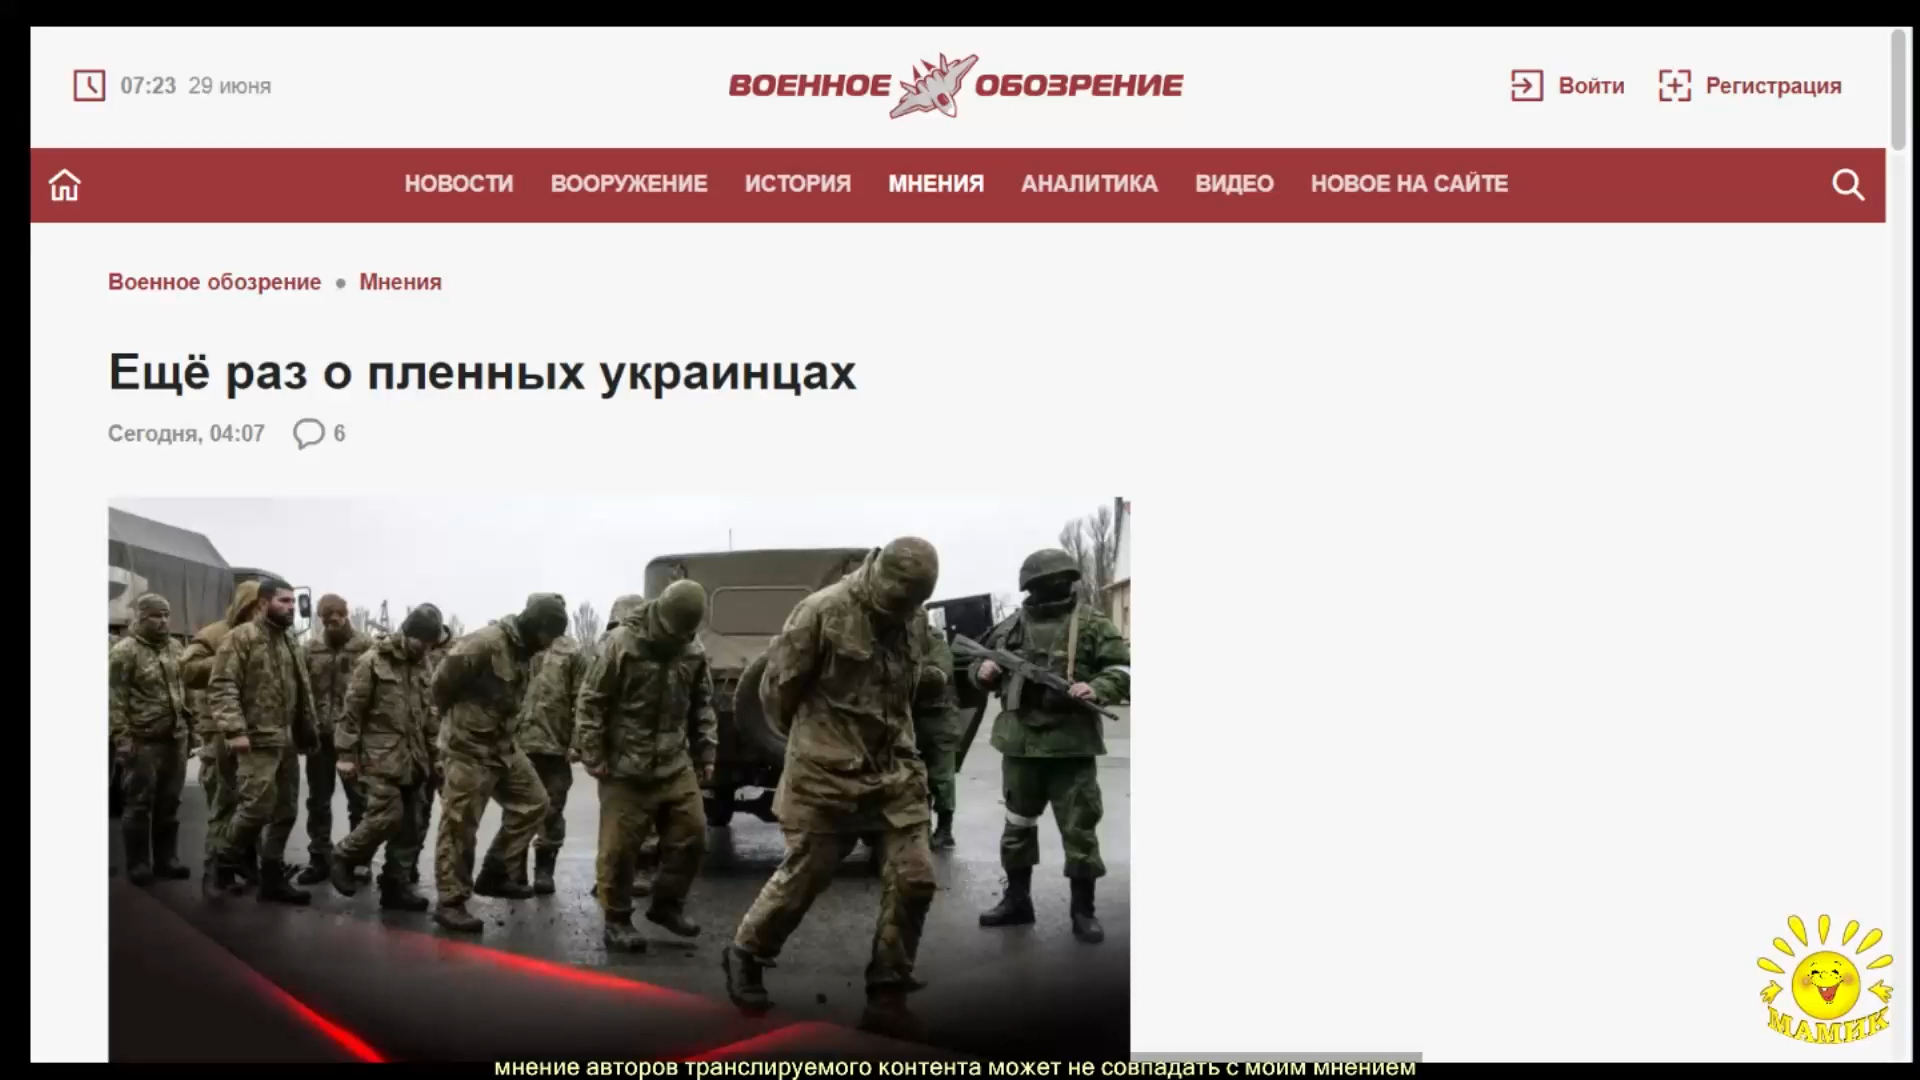 07:23 29 июня
ВОЕННОЕ ОБОЗРЕНИЕ
Войти
Регистрация
НОВОСТИ ВООРУЖЕНИЕ ИСТОРИЯ МНЕНИЯ АНАЛИТИКА ВИДЕО НОВОЕ НА САЙТЕ
Военное обозрение • Мнения
Ещё раз о пленных украинцах
Сегодня, 04:07 6
МАМИК
мнение авторов транслируемого контента может не совпадать с моим мнением